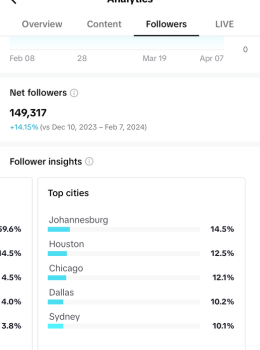 Analytics
Overview Content Followers LIVE
0
Feb 08 28 Mar 19 Apr 07
Net followers
149,317
+14.15% (vs Dec 10, 2023 – Feb 7, 2024)
Follower insights
Top cities
Johannesburg
59.6% 14.5%
Houston
14.5% 12.5%
Chicago
4.5% 12.1%
Dallas
4.0% 10.2%
Sydney
3.8% 10.1%